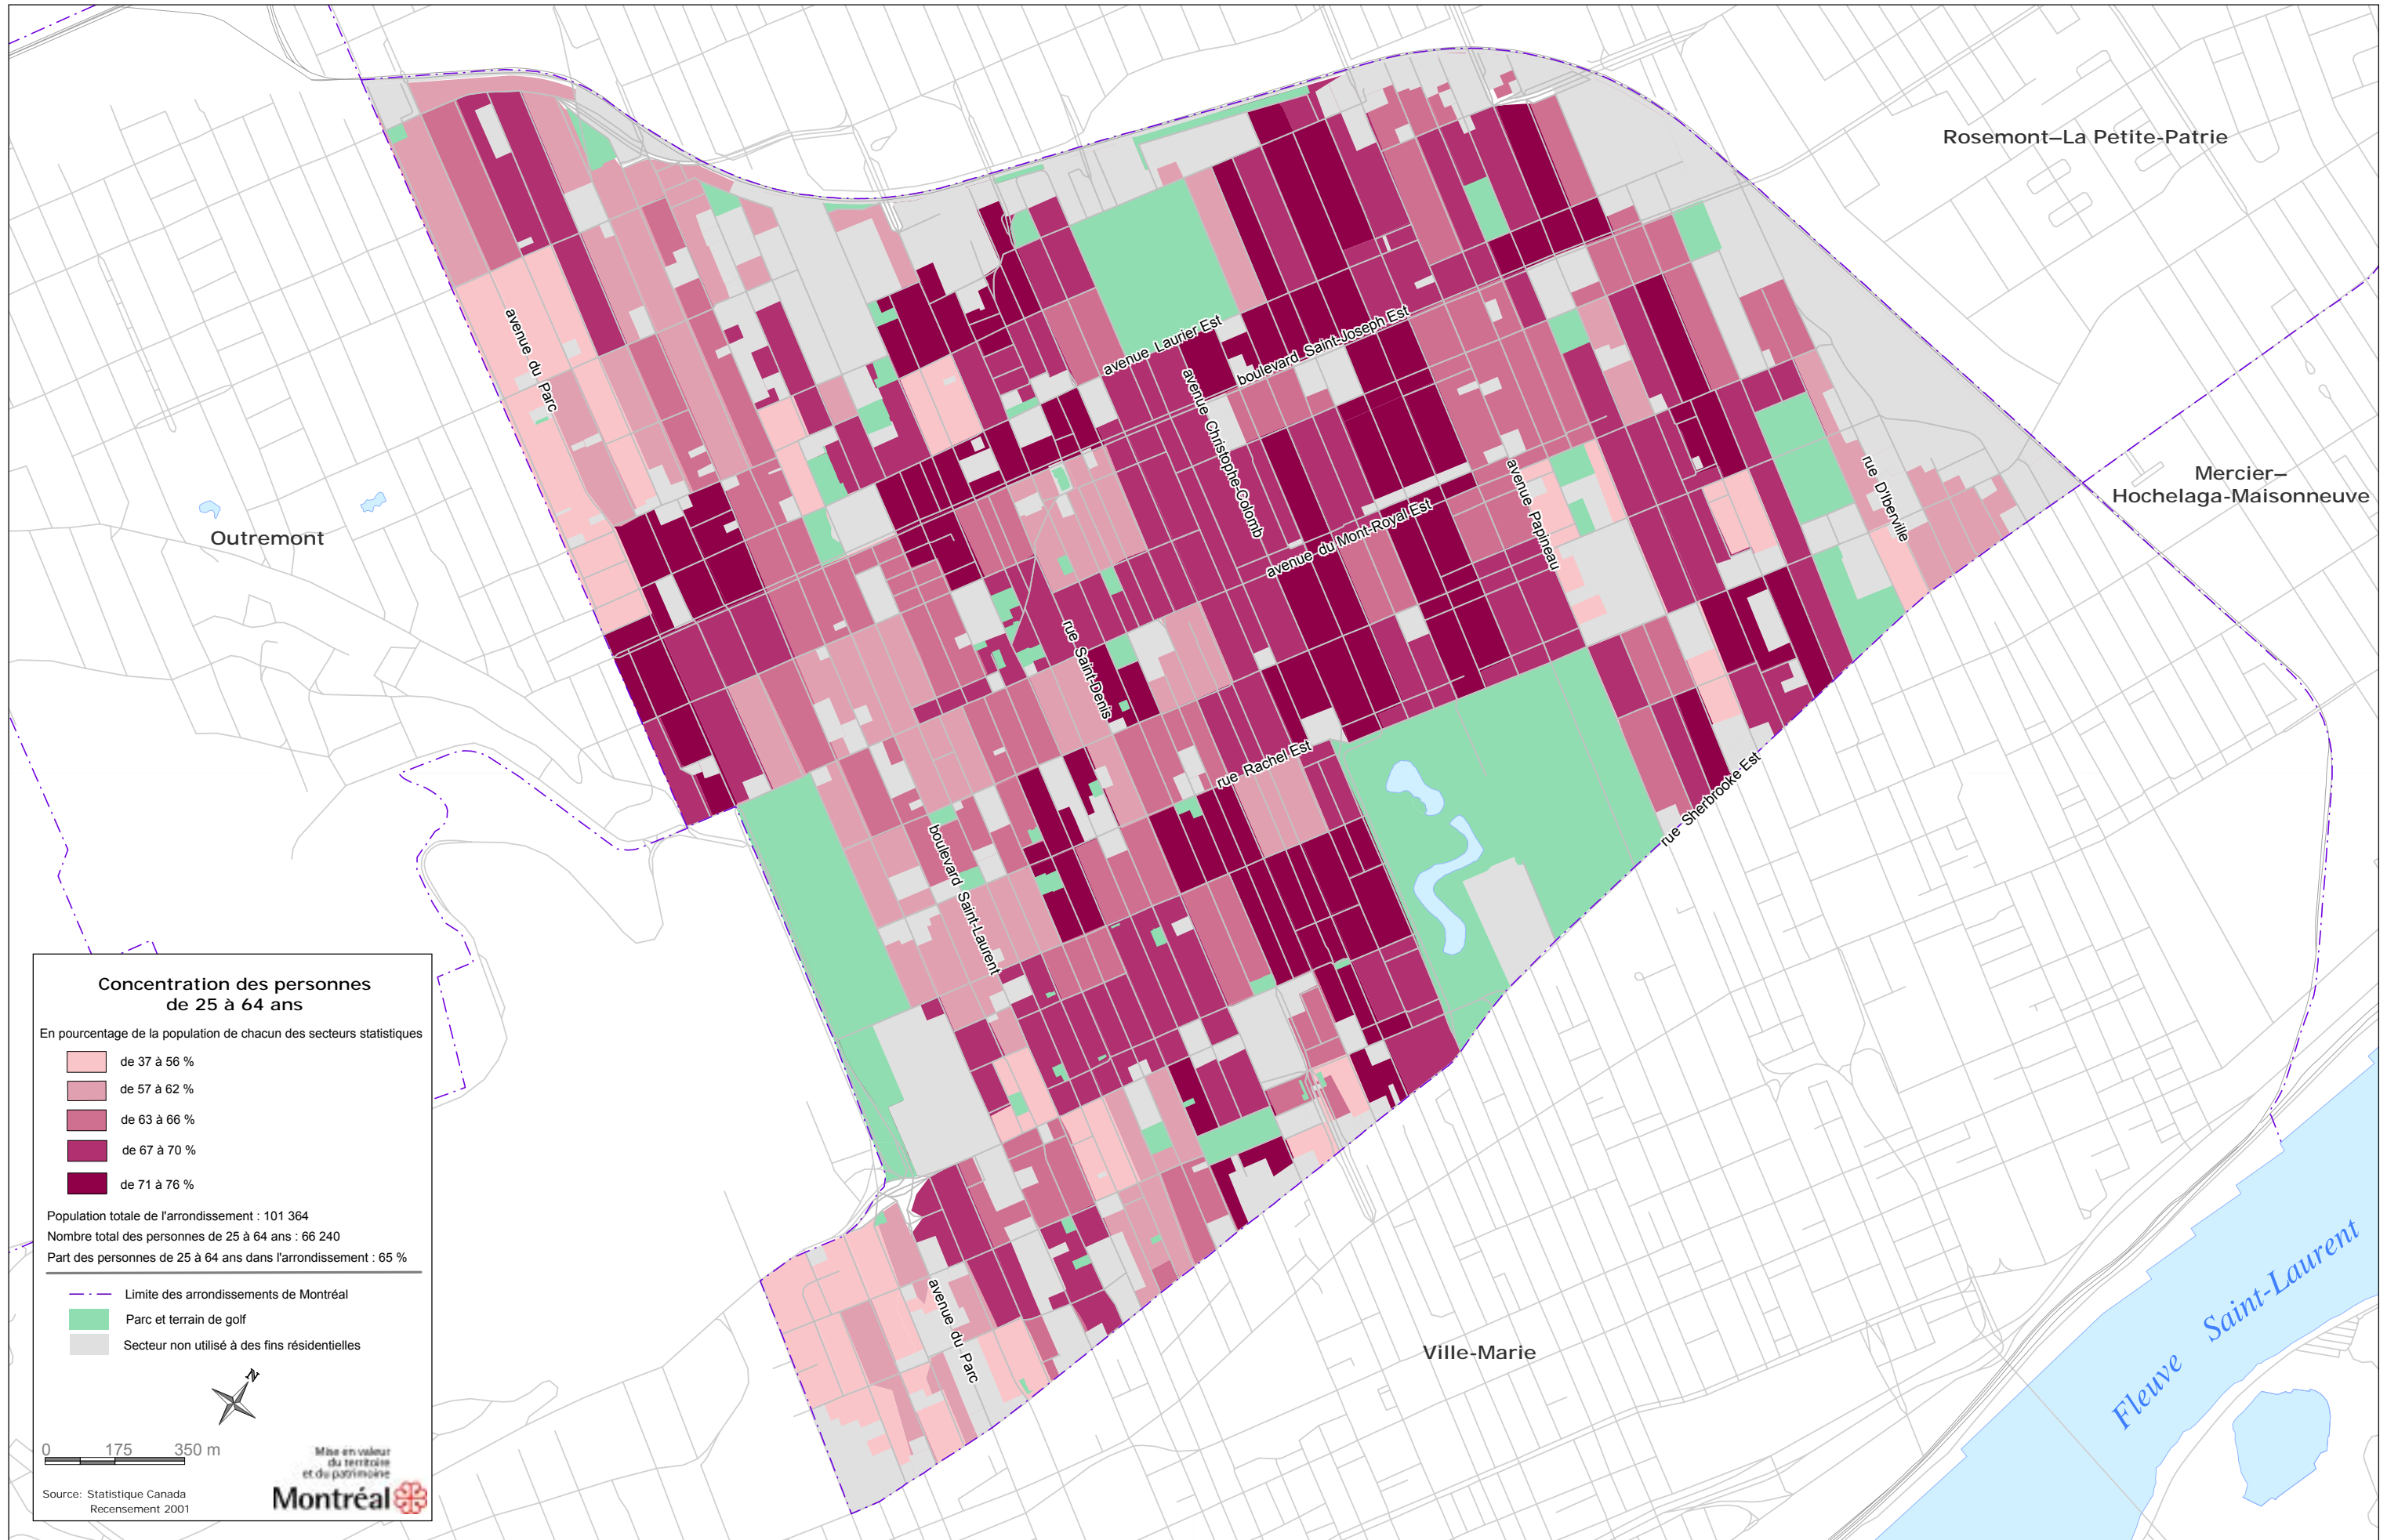 Rosemont–La Petite-Patrie
Mercier–
Hochelaga-Maisonneuve
Outremont
Ville-Marie
Fleuve Saint-Laurent
avenue du Parc
avenue Laurier Est
boulevard Saint-Joseph Est
avenue Christophe-Colomb
avenue du Mont-Royal Est
avenue Papineau
rue D'Iberville
rue Saint-Denis
rue Rachel Est
rue Sherbrooke Est
boulevard Saint-Laurent
avenue du Parc
Concentration des personnes
de 25 à 64 ans
En pourcentage de la population de chacun des secteurs statistiques
de 37 à 56 %
de 57 à 62 %
de 63 à 66 %
de 67 à 70 %
de 71 à 76 %
Population totale de l'arrondissement : 101 364
Nombre total des personnes de 25 à 64 ans : 66 240
Part des personnes de 25 à 64 ans dans l'arrondissement : 65 %
Limite des arrondissements de Montréal
Parc et terrain de golf
Secteur non utilisé à des fins résidentielles
N
0 175 350 m
Mise en valeur
du territoire
et du patrimoine
Montréal
Source: Statistique Canada
Recensement 2001